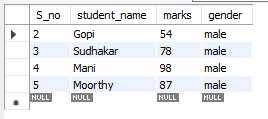 S_no student_name marks gender
2 Gopi 54 male
3 Sudhakar 78 male
4 Mani 98 male
5 Moorthy 87 male
NULL NULL NULL NULL